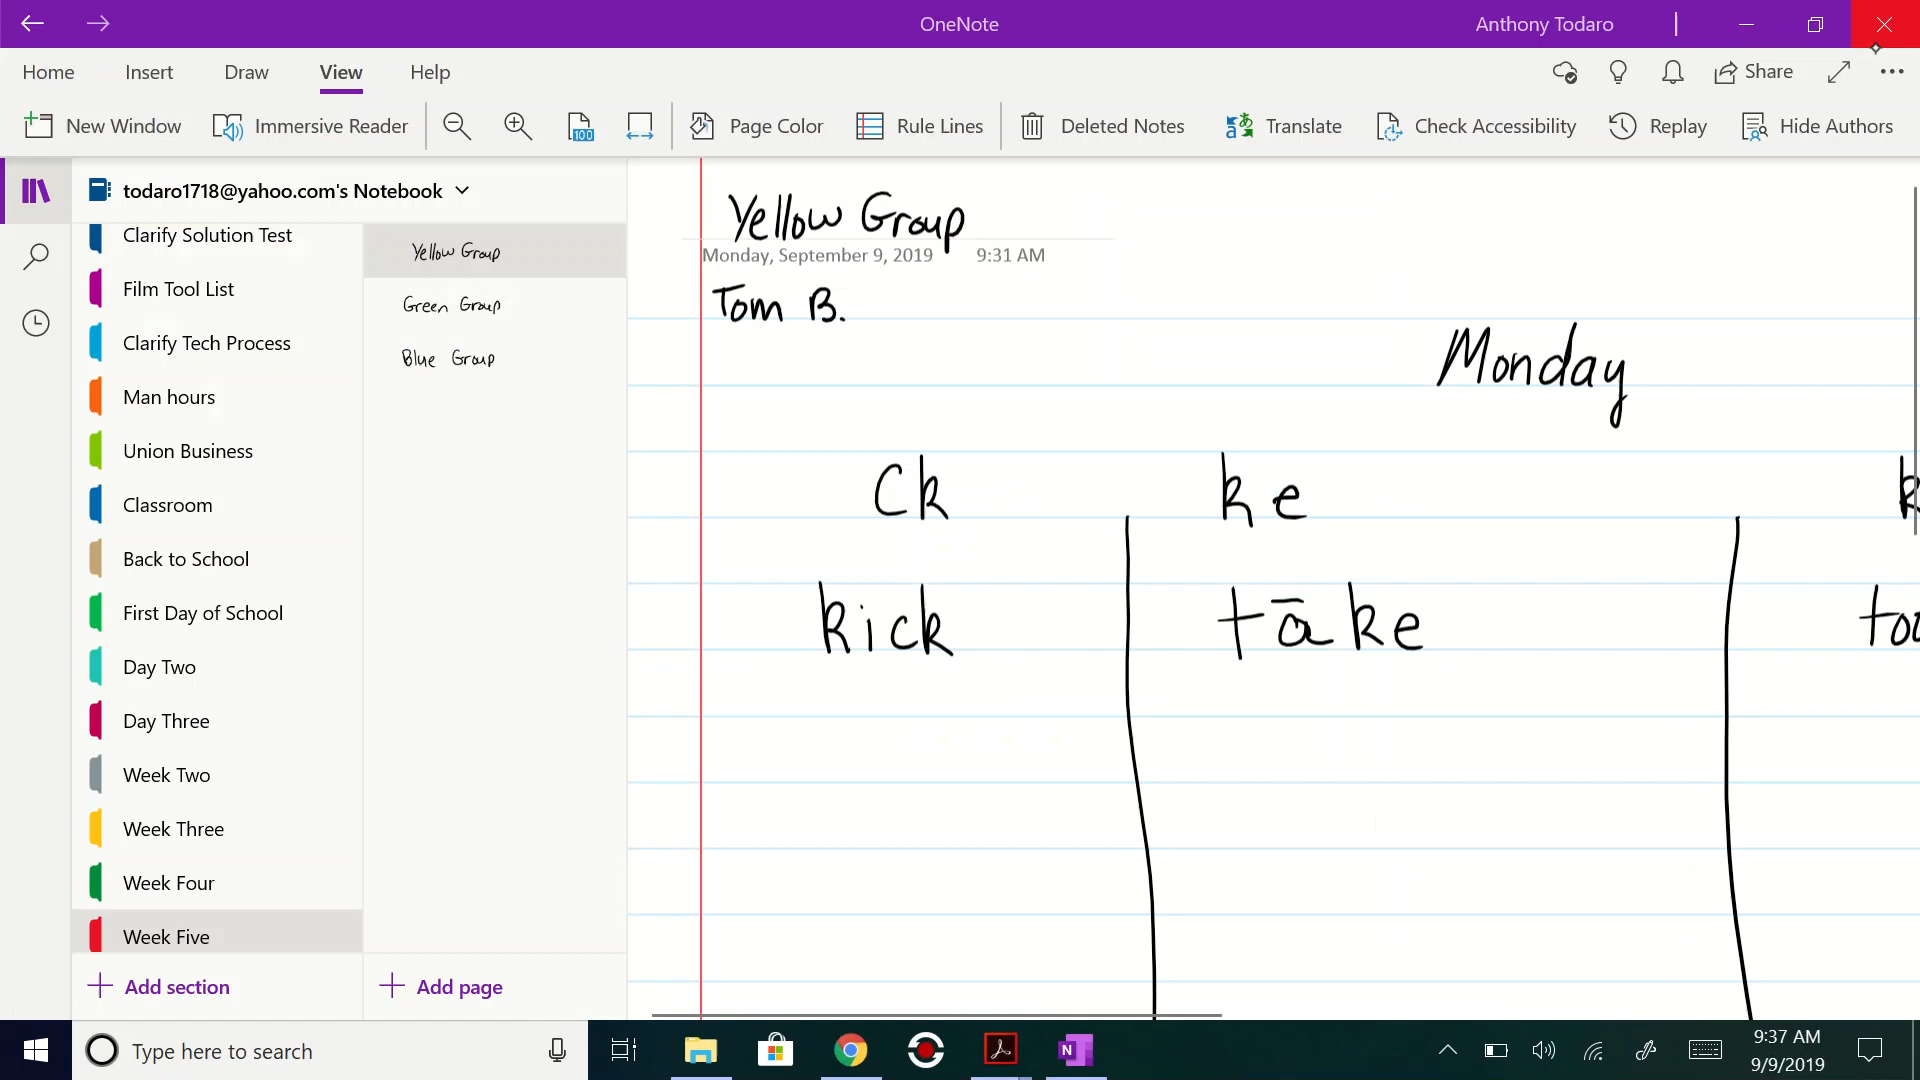 OneNote
Anthony Todaro
Home Insert Draw View Help
Share
New Window Immersive Reader 100 Page Color Rule Lines Deleted Notes Translate Check Accessibility Replay Hide Authors
todaro1718@yahoo.com's Notebook
Clarify Solution Test
Film Tool List
Clarify Tech Process
Man hours
Union Business
Classroom
Back to School
First Day of School
Day Two
Day Three
Week Two
Week Three
Week Four
Week Five
Add section
Yellow Group
Green Group
Blue Group
Add page
Yellow Group
Monday, September 9, 2019 9:31 AM
Tom B.
Monday
Ck ke
kick tāke
Type here to search
9:37 AM
9/9/2019